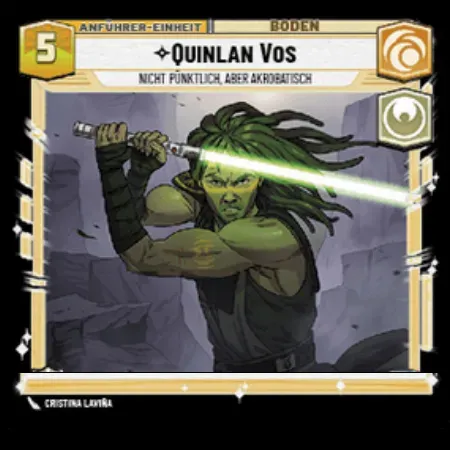 5
ANFÜHRER-EINHEIT
BODEN
QUINLAN VOS
NICHT PÜNKTLICH, ABER AKROBATISCH
CRISTINA LAVIÑA